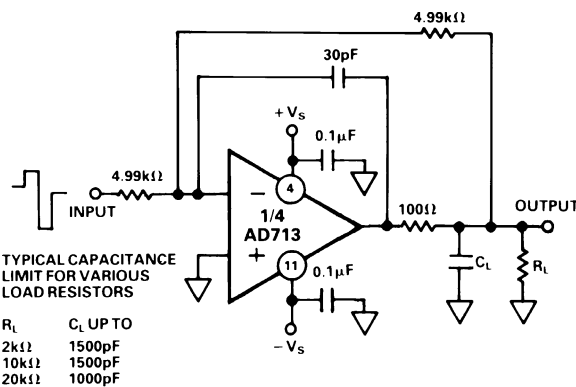 4.99kΩ
30pF
+VS
0.1µF
4
4.99kΩ
INPUT
−
1/4
AD713
+
100Ω
OUTPUT
11
0.1µF
CL
RL
−VS
TYPICAL CAPACITANCE
LIMIT FOR VARIOUS
LOAD RESISTORS
RL CL UP TO
2kΩ 1500pF
10kΩ 1500pF
20kΩ 1000pF